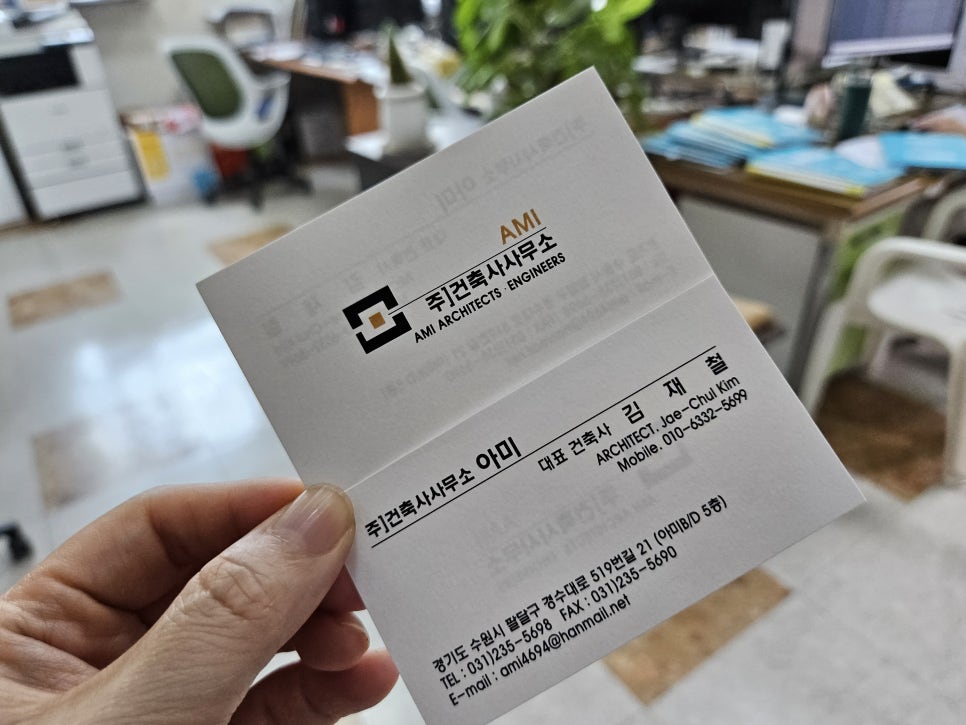 AMI
주]건축사사무소
AMI ARCHITECTS · ENGINEERS
주]건축사사무소 아미
대표 건축사 김 재 철
ARCHITECT. Jae-Chul Kim
Mobile. 010-6332-5699
경기도 수원시 팔달구 경수대로 519번길 21 (아미B/D 5층)
TEL : 031)235-5698 FAX : 031)235-5690
E-mail : ami4694@hanmail.net